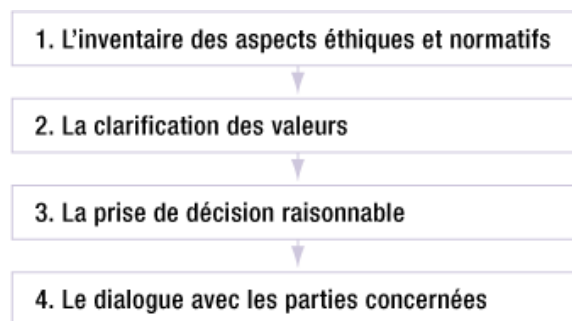 1. L’inventaire des aspects éthiques et normatifs
2. La clarification des valeurs
3. La prise de décision raisonnable
4. Le dialogue avec les parties concernées